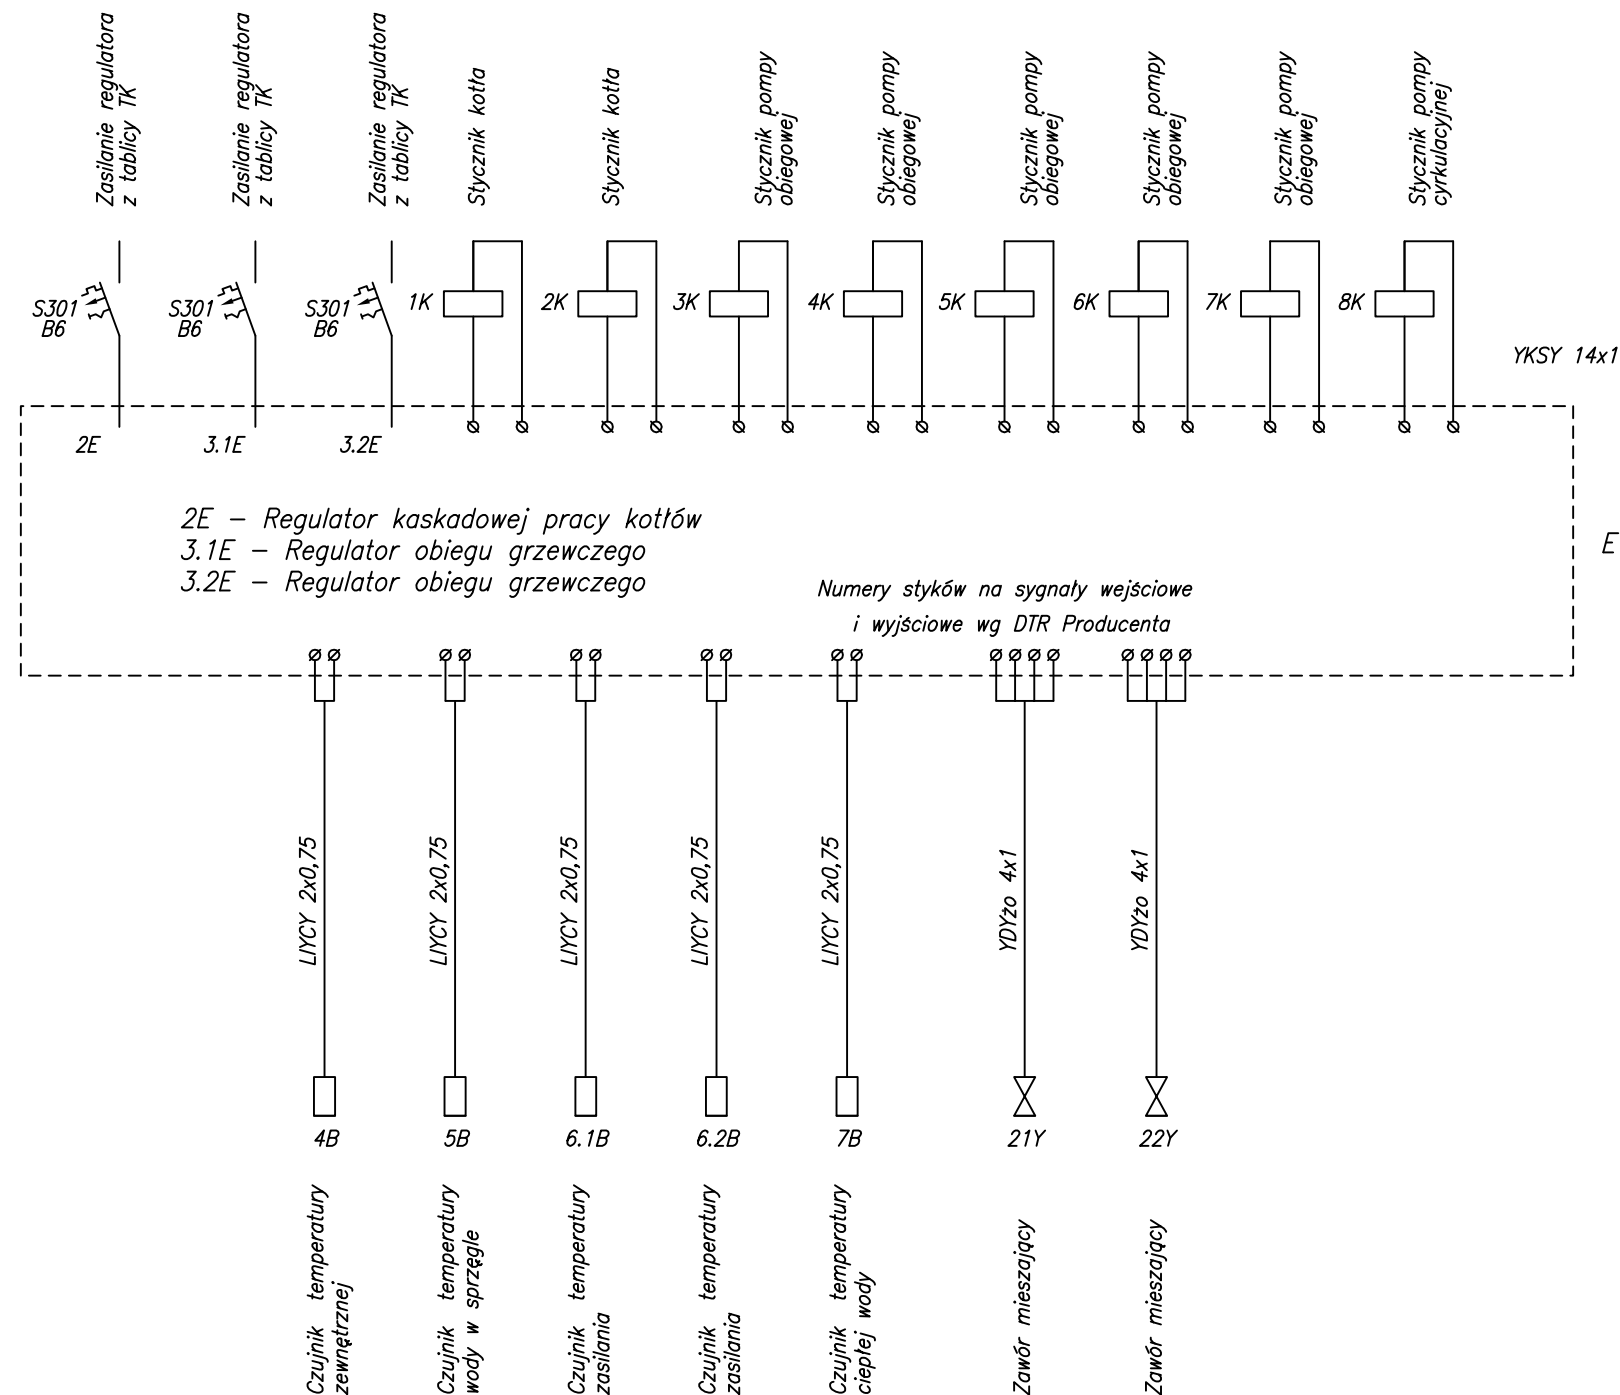 Zasilanie regulatora
z tablicy TK
Zasilanie regulatora
z tablicy TK
Zasilanie regulatora
z tablicy TK
Stycznik kotła
Stycznik kotła
Stycznik pompy
obiegowej
Stycznik pompy
obiegowej
Stycznik pompy
obiegowej
Stycznik pompy
obiegowej
Stycznik pompy
obiegowej
Stycznik pompy
cyrkulacyjnej
S301
B6
S301
B6
S301
B6
1K
2K
3K
4K
5K
6K
7K
8K
YKSY 14x1
2E
3.1E
3.2E
2E – Regulator kaskadowej pracy kotłów
3.1E – Regulator obiegu grzewczego
3.2E – Regulator obiegu grzewczego
E
Numery styków na sygnały wejściowe
i wyjściowe wg DTR Producenta
LIYCY 2x0,75
LIYCY 2x0,75
LIYCY 2x0,75
LIYCY 2x0,75
LIYCY 2x0,75
YDYżo 4x1
YDYżo 4x1
4B
5B
6.1B
6.2B
7B
21Y
22Y
Czujnik temperatury
zewnętrznej
Czujnik temperatury
wody w sprzęgle
Czujnik temperatury
zasilania
Czujnik temperatury
zasilania
Czujnik temperatury
ciepłej wody
Zawór mieszający
Zawór mieszający